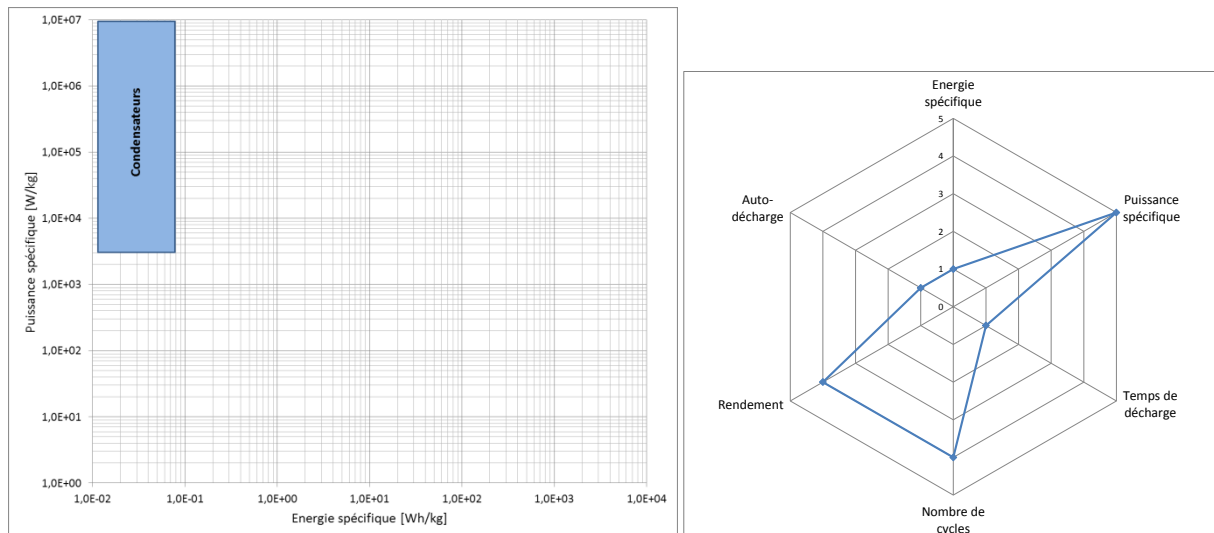 1,0E+07
1,0E+06
1,0E+05
1,0E+04
1,0E+03
1,0E+02
1,0E+01
1,0E+00
Puissance spécifique [W/kg]
Condensateurs
1,0E-02 1,0E-01 1,0E+00 1,0E+01 1,0E+02 1,0E+03 1,0E+04
Energie spécifique [Wh/kg]
Energie
spécifique
5
4
3
2
1
0
Puissance
spécifique
Temps de
décharge
Nombre de
cycles
Rendement
Auto-
décharge